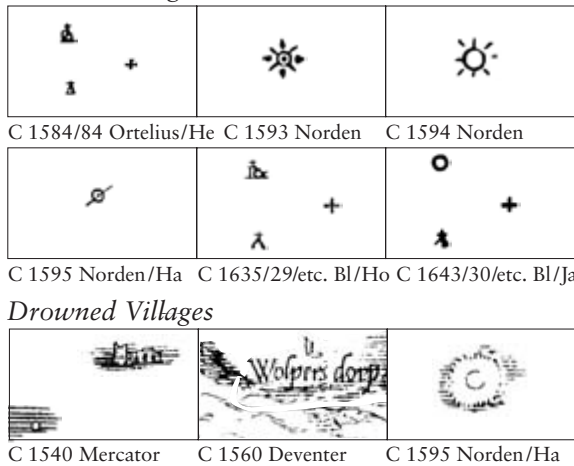 C 1584/84 Ortelius/He C 1593 Norden C 1594 Norden
C 1595 Norden/Ha C 1635/29/etc. Bl/Ho C 1643/30/etc. Bl/Ja
Drowned Villages
Wolpers dorp
C 1540 Mercator C 1560 Deventer C 1595 Norden/Ha